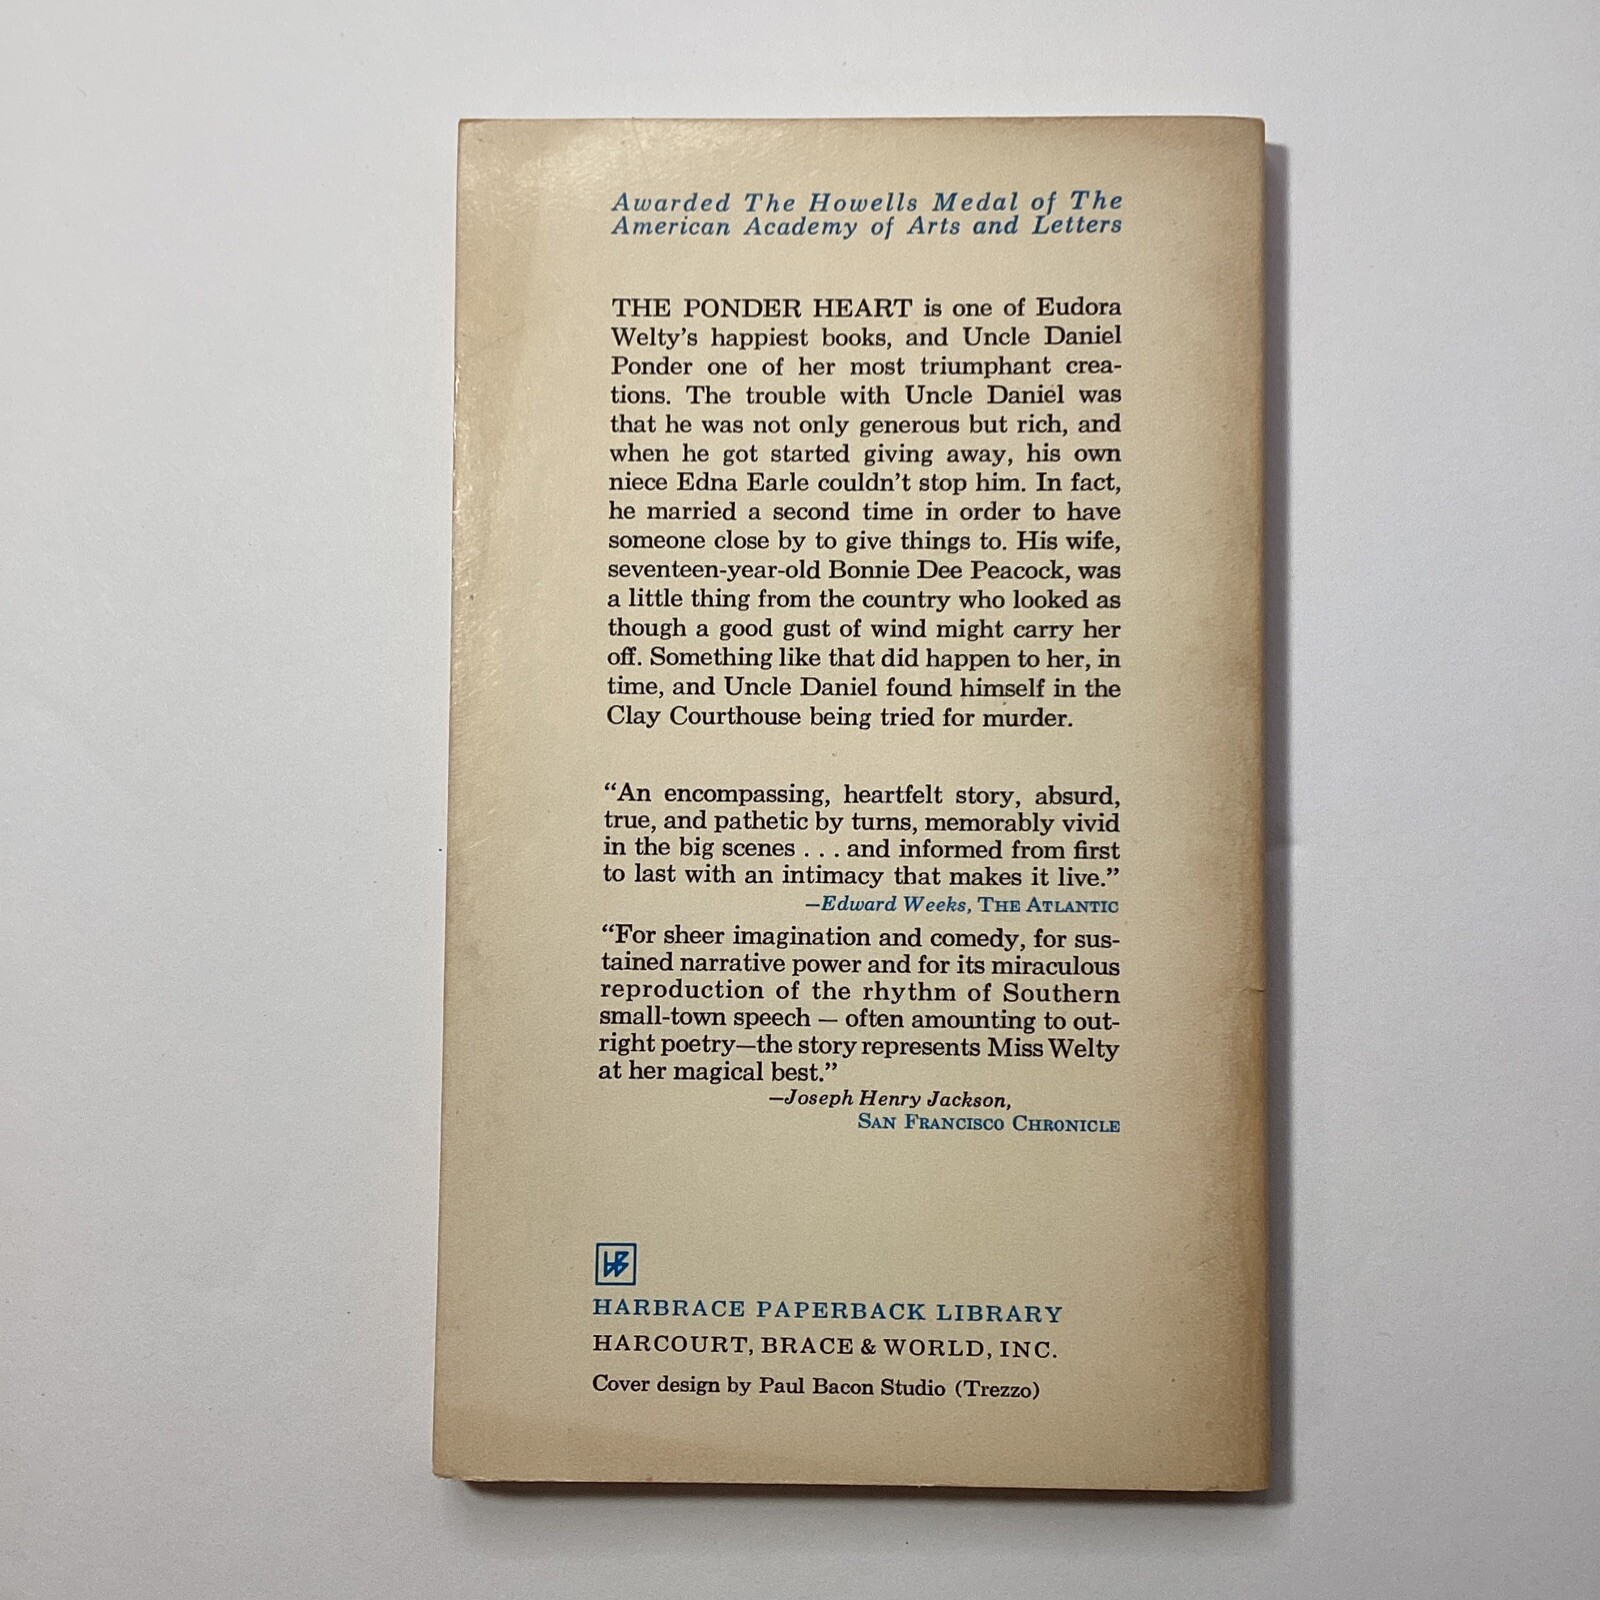 Awarded The Howells Medal of The
American Academy of Arts and Letters
THE PONDER HEART is one of Eudora
Welty's happiest books, and Uncle Daniel
Ponder one of her most triumphant crea-
tions. The trouble with Uncle Daniel was
that he was not only generous but rich, and
when he got started giving away, his own
niece Edna Earle couldn't stop him. In fact,
he married a second time in order to have
someone close by to give things to. His wife,
seventeen-year-old Bonnie Dee Peacock, was
a little thing from the country who looked as
though a good gust of wind might carry her
off. Something like that did happen to her, in
time, and Uncle Daniel found himself in the
Clay Courthouse being tried for murder.
"An encompassing, heartfelt story, absurd,
true, and pathetic by turns, memorably vivid
in the big scenes . . . and informed from first
to last with an intimacy that makes it live."
—Edward Weeks, THE ATLANTIC
"For sheer imagination and comedy, for sus-
tained narrative power and for its miraculous
reproduction of the rhythm of Southern
small-town speech — often amounting to out-
right poetry—the story represents Miss Welty
at her magical best."
—Joseph Henry Jackson,
SAN FRANCISCO CHRONICLE
HARBRACE PAPERBACK LIBRARY
HARCOURT, BRACE & WORLD, INC.
Cover design by Paul Bacon Studio (Trezzo)